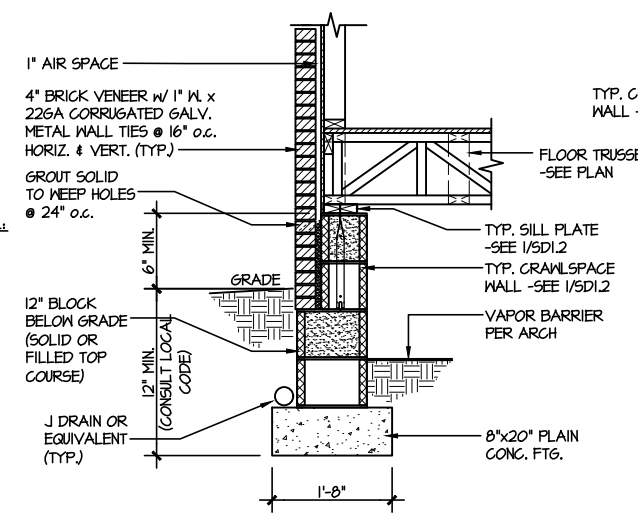 1" AIR SPACE
4" BRICK VENEER w/ 1" W. x
22GA CORRUGATED GALV.
METAL WALL TIES @ 16" o.c.
HORIZ. & VERT. (TYP.)
GROUT SOLID
TO WEEP HOLES
@ 24" o.c.
6" MIN.
GRADE
12" BLOCK
BELOW GRADE
(SOLID OR
FILLED TOP
COURSE)
12" MIN.
(CONSULT LOCAL
CODE)
J DRAIN OR
EQUIVALENT
(TYP.)
TYP. C
WALL -
FLOOR TRUSSE
-SEE PLAN
TYP. SILL PLATE
-SEE 1/SD1.2
TYP. CRAWLSPACE
WALL -SEE 1/SD1.2
VAPOR BARRIER
PER ARCH
8"x20" PLAIN
CONC. FTG.
1'-8"